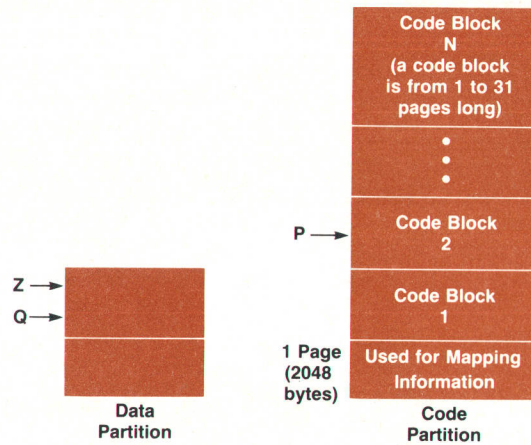 Code Block
N
(a code block
is from 1 to 31
pages long)
P
Code Block
2
Z
Q
Code Block
1
1 Page
(2048
bytes)
Used for Mapping
Information
Data
Partition
Code
Partition